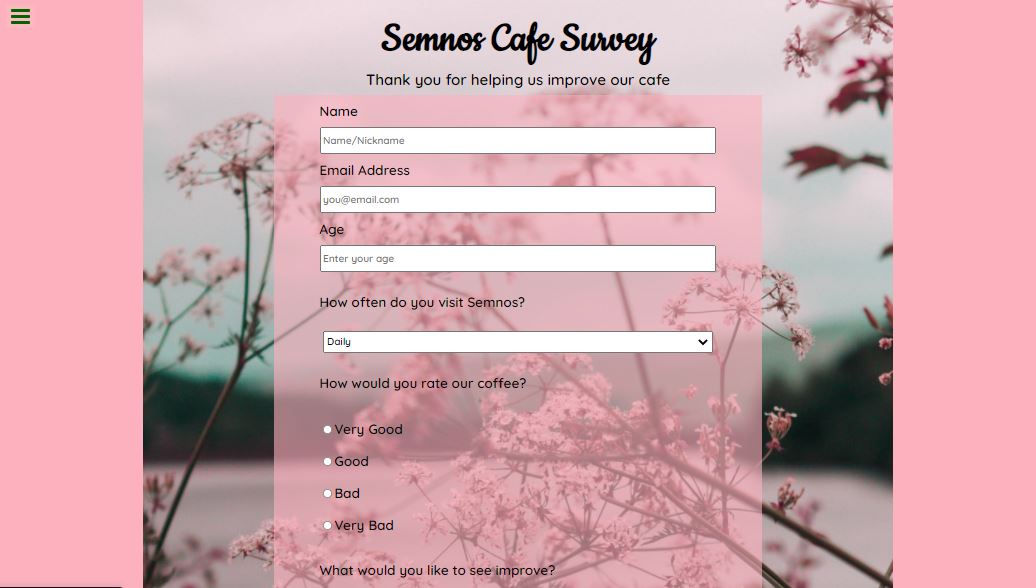 Semnos Cafe Survey
Thank you for helping us improve our cafe
Name
Name/Nickname
Email Address
you@email.com
Age
Enter your age
How often do you visit Semnos?
Daily
How would you rate our coffee?
Very Good
Good
Bad
Very Bad
What would you like to see improve?